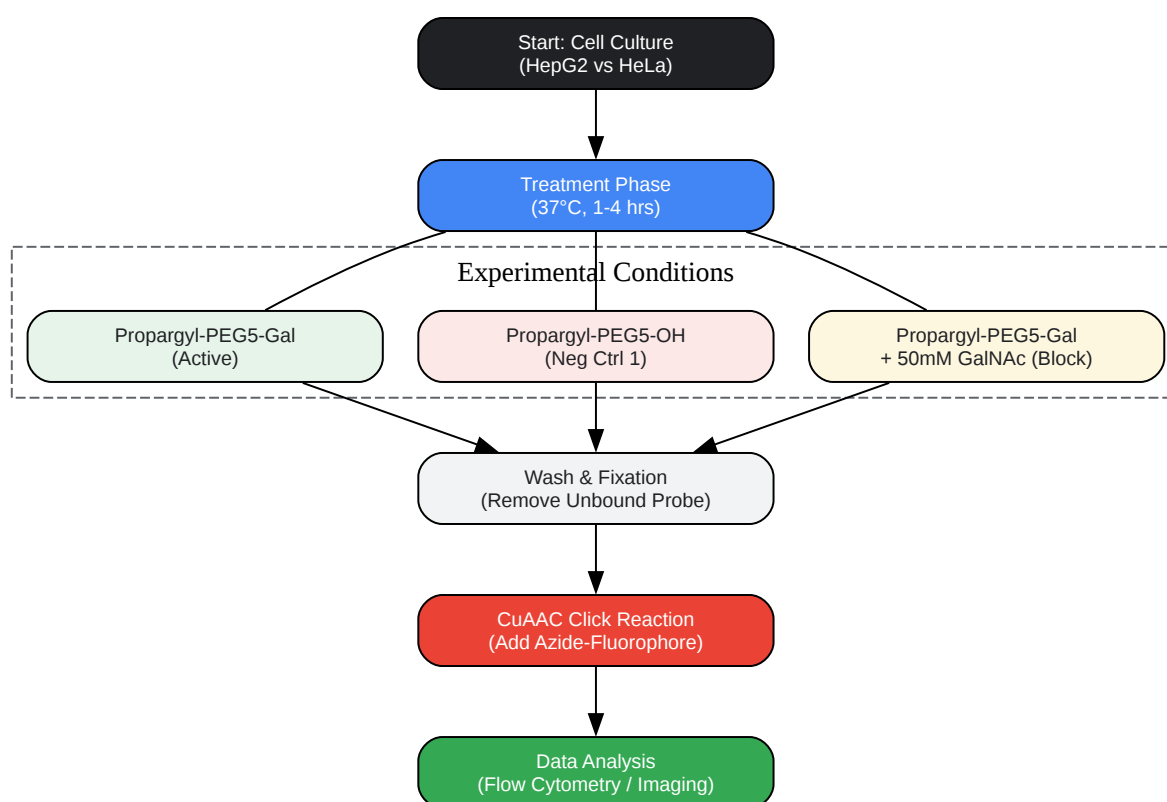 Start: Cell Culture
(HepG2 vs HeLa)
Treatment Phase
(37°C, 1-4 hrs)
Experimental Conditions
Propargyl-PEG5-Gal
(Active)
Propargyl-PEG5-OH
(Neg Ctrl 1)
Propargyl-PEG5-Gal
+ 50mM GalNAc (Block)
Wash & Fixation
(Remove Unbound Probe)
CuAAC Click Reaction
(Add Azide-Fluorophore)
Data Analysis
(Flow Cytometry / Imaging)